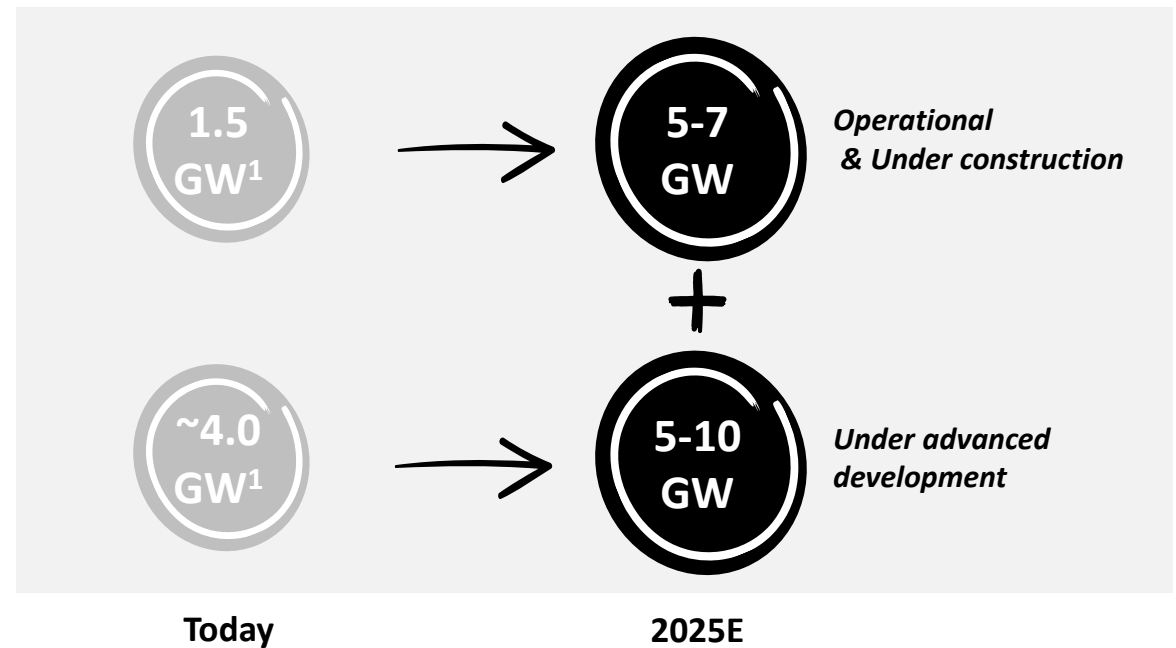 1.5
GW¹
5-7
GW
Operational
& Under construction
+
~4.0
GW¹
5-10
GW
Under advanced
development
Today
2025E